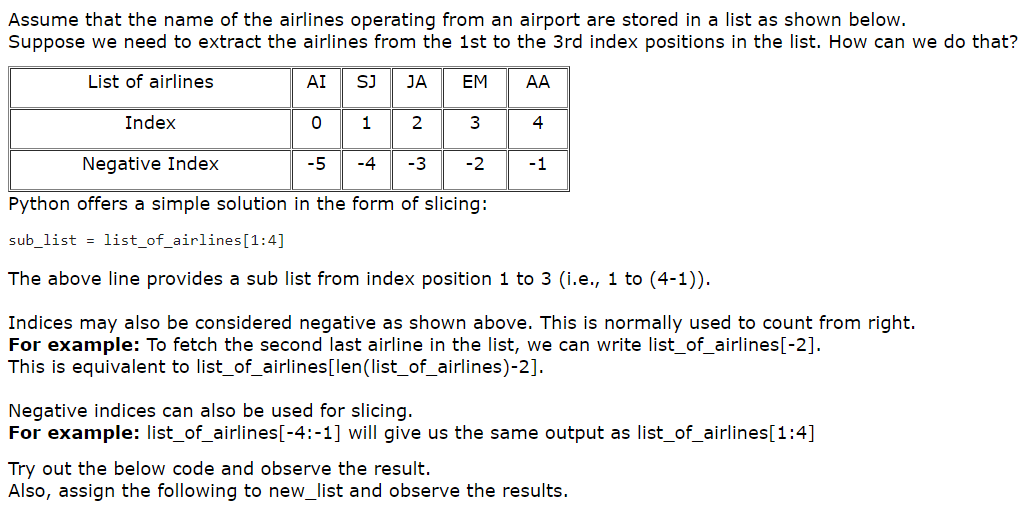 Assume that the name of the airlines operating from an airport are stored in a list as shown below.
Suppose we need to extract the airlines from the 1st to the 3rd index positions in the list. How can we do that?
List of airlines AI SJ JA EM AA
Index 0 1 2 3 4
Negative Index -5 -4 -3 -2 -1
Python offers a simple solution in the form of slicing:
sub_list = list_of_airlines[1:4]
The above line provides a sub list from index position 1 to 3 (i.e., 1 to (4-1)).
Indices may also be considered negative as shown above. This is normally used to count from right.
For example: To fetch the second last airline in the list, we can write list_of_airlines[-2].
This is equivalent to list_of_airlines[len(list_of_airlines)-2].
Negative indices can also be used for slicing.
For example: list_of_airlines[-4:-1] will give us the same output as list_of_airlines[1:4]
Try out the below code and observe the result.
Also, assign the following to new_list and observe the results.